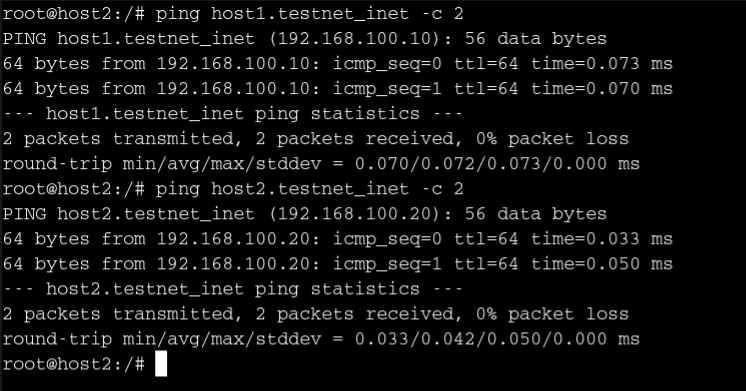 root@host2:/# ping host1.testnet_inet -c 2
PING host1.testnet_inet (192.168.100.10): 56 data bytes
64 bytes from 192.168.100.10: icmp_seq=0 ttl=64 time=0.073 ms
64 bytes from 192.168.100.10: icmp_seq=1 ttl=64 time=0.070 ms
--- host1.testnet_inet ping statistics ---
2 packets transmitted, 2 packets received, 0% packet loss
round-trip min/avg/max/stddev = 0.070/0.072/0.073/0.000 ms
root@host2:/# ping host2.testnet_inet -c 2
PING host2.testnet_inet (192.168.100.20): 56 data bytes
64 bytes from 192.168.100.20: icmp_seq=0 ttl=64 time=0.033 ms
64 bytes from 192.168.100.20: icmp_seq=1 ttl=64 time=0.050 ms
--- host2.testnet_inet ping statistics ---
2 packets transmitted, 2 packets received, 0% packet loss
round-trip min/avg/max/stddev = 0.033/0.042/0.050/0.000 ms
root@host2:/#